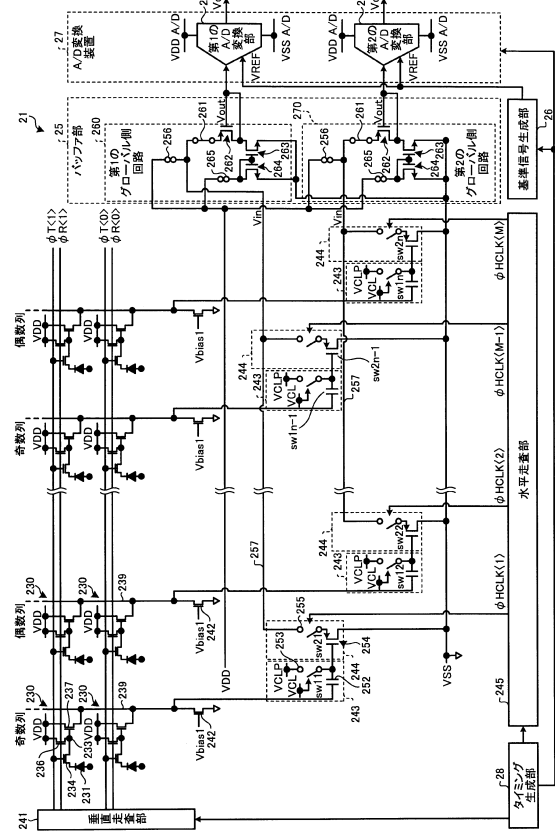 21
27
A/D変換装置
VDD A/D
第1のA/D変換部
VSS A/D
VREF
VDD A/D
第2のA/D変換部
VSS A/D
VREF
25
バッファ部
260
第1のグローバル側回路
256
261
265
262
263
264
Vout
Vin
270
第2のグローバル側回路
256
261
265
262
263
264
Vout
Vin
26
基準信号生成部
φT<1>
φR<1>
φT<0>
φR<0>
偶数列
VDD
VDD
Vbias1
奇数列
VDD
VDD
Vbias1
偶数列
230
VDD
230
VDD
239
Vbias1
242
奇数列
230
VDD
230
VDD
239
236
237
233
234
231
Vbias1
242
244
243
VCLP
VCL
sw1n
sw2n
244
243
VCLP
VCL
sw1n-1
sw2n-1
257
244
243
VCLP
VCL
sw12
sw22
257
VDD
255
253
VCLP
VCL
sw11
sw21
254
244
252
243
VSS
φHCLK<M>
φHCLK<M-1>
φHCLK<2>
φHCLK<1>
水平走査部
245
28
タイミング生成部
241
垂直走査部